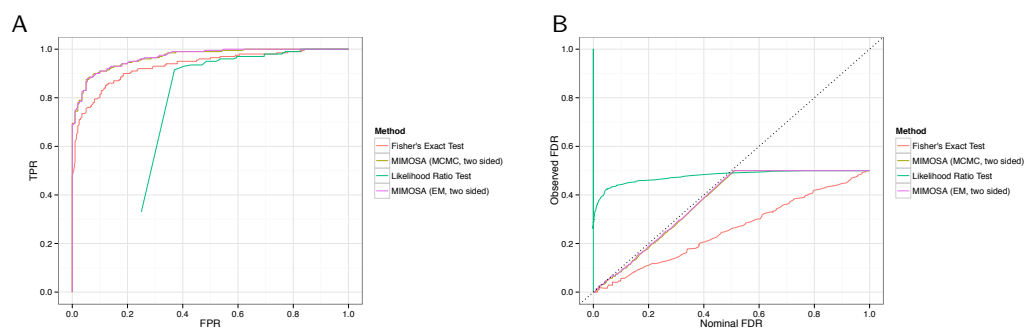 A
1.0
0.8
0.6
0.4
0.2
0.0
TPR
0.0 0.2 0.4 0.6 0.8 1.0
FPR
Method
Fisher's Exact Test
MIMOSA (MCMC, two sided)
Likelihood Ratio Test
MIMOSA (EM, two sided)
B
1.0
0.8
0.6
0.4
0.2
0.0
Observed FDR
0.0 0.2 0.4 0.6 0.8 1.0
Nominal FDR
Method
Fisher's Exact Test
MIMOSA (MCMC, two sided)
Likelihood Ratio Test
MIMOSA (EM, two sided)